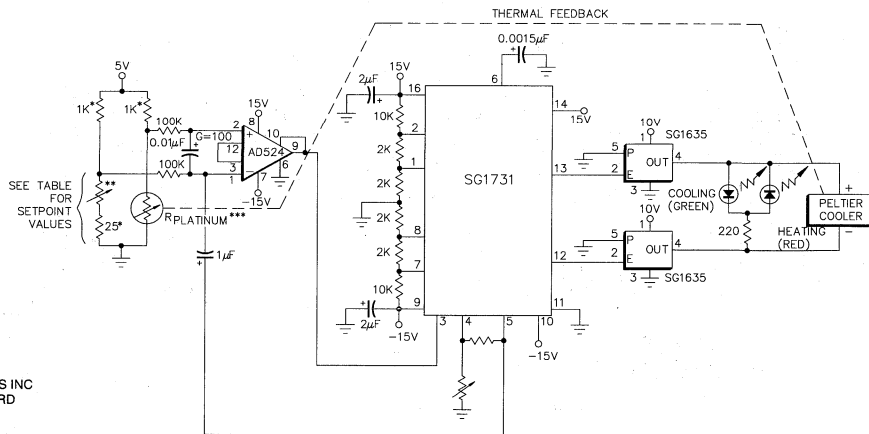 THERMAL FEEDBACK
5V
1K*
1K*
100K
0.01µF
100K
G=100
15V
8
2
+
10
9
12
AD524
3
−
6
1
7
−15V
SEE TABLE
FOR
SETPOINT
VALUES
**
25*
RPLATINUM***
1µF
2µF
+
15V
10K
2K
2K
2K
2K
10K
2µF
+
−15V
0.0015µF
+
6
16
2
1
8
7
9
SG1731
14
15V
13
12
11
3
4
5
10
−15V
10V
SG1635
1
5
P
OUT
4
2
E
3
10V
1
5
P
OUT
4
2
E
3
SG1635
COOLING
(GREEN)
220
HEATING
(RED)
+
PELTIER
COOLER
−
S INC
RD